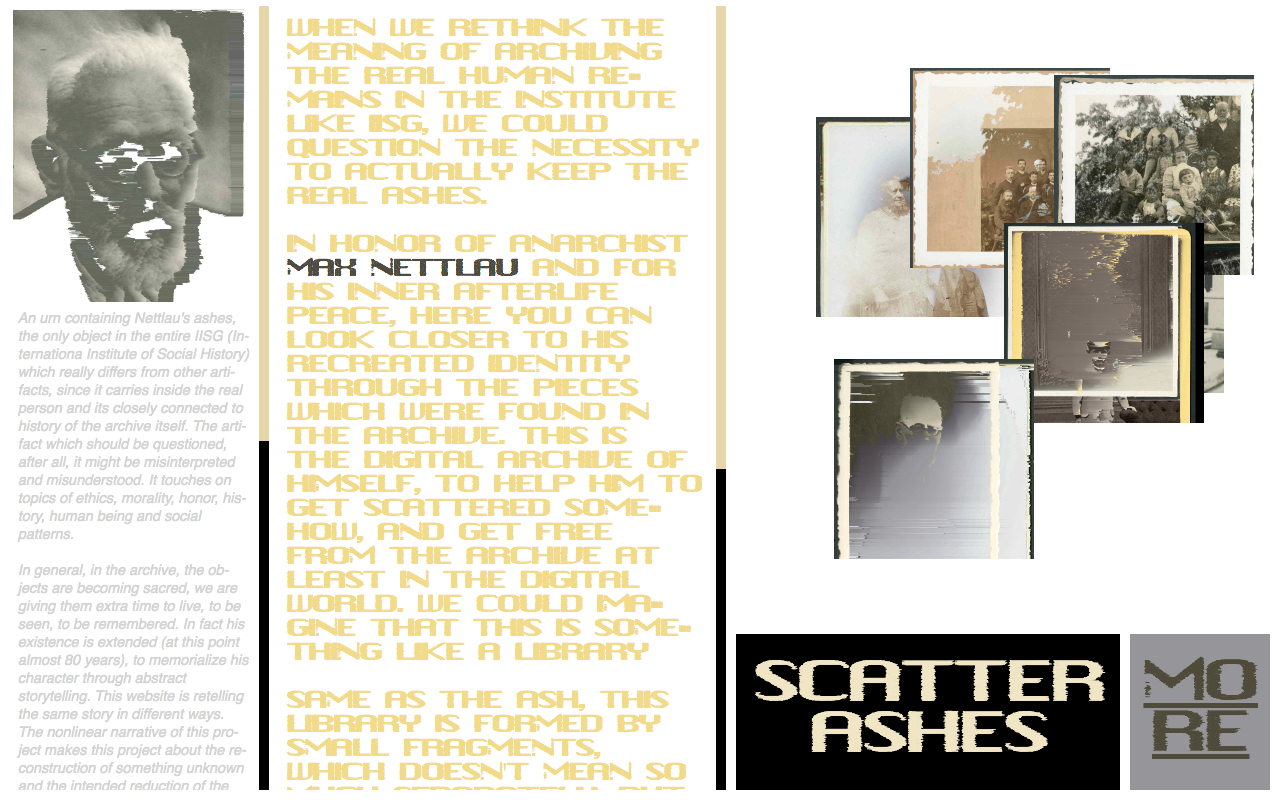 An urn containing Nettlau's ashes,
the only object in the entire IISG (In-
ternationa Institute of Social History)
which really differs from other arti-
facts, since it carries inside the real
person and its closely connected to
history of the archive itself. The arti-
fact which should be questioned,
after all, it might be misinterpreted
and misunderstood. It touches on
topics of ethics, morality, honor, his-
tory, human being and social
patterns.
In general, in the archive, the ob-
jects are becoming sacred, we are
giving them extra time to live, to be
seen, to be remembered. In fact his
existence is extended (at this point
almost 80 years), to memorialize his
character through abstract
storytelling. This website is retelling
the same story in different ways.
The nonlinear narrative of this pro-
ject makes this project about the re-
construction of something unknown
and the intended reduction of the
WHEN WE RETHINK THE
MEANING OF ARCHIVING
THE REAL HUMAN RE-
MAINS IN THE INSTITUTE
LIKE IISG, WE COULD
QUESTION THE NECESSITY
TO ACTUALLY KEEP THE
REAL ASHES.
IN HONOR OF ANARCHIST
MAX NETTLAU AND FOR
HIS INNER AFTERLIFE
PEACE, HERE YOU CAN
LOOK CLOSER TO HIS
RECREATED IDENTITY
THROUGH THE PIECES
WHICH WERE FOUND IN
THE ARCHIVE. THIS IS
THE DIGITAL ARCHIVE OF
HIMSELF, TO HELP HIM TO
GET SCATTERED SOME-
HOW, AND GET FREE
FROM THE ARCHIVE AT
LEAST IN THE DIGITAL
WORLD. WE COULD IMA-
GINE THAT THIS IS SOME-
THING LIKE A LIBRARY
SAME AS THE ASH, THIS
LIBRARY IS FORMED BY
SMALL FRAGMENTS,
WHICH DOESN'T MEAN SO
MUCH SEPARATELY, BUT
SCATTER
ASHES
MO
RE